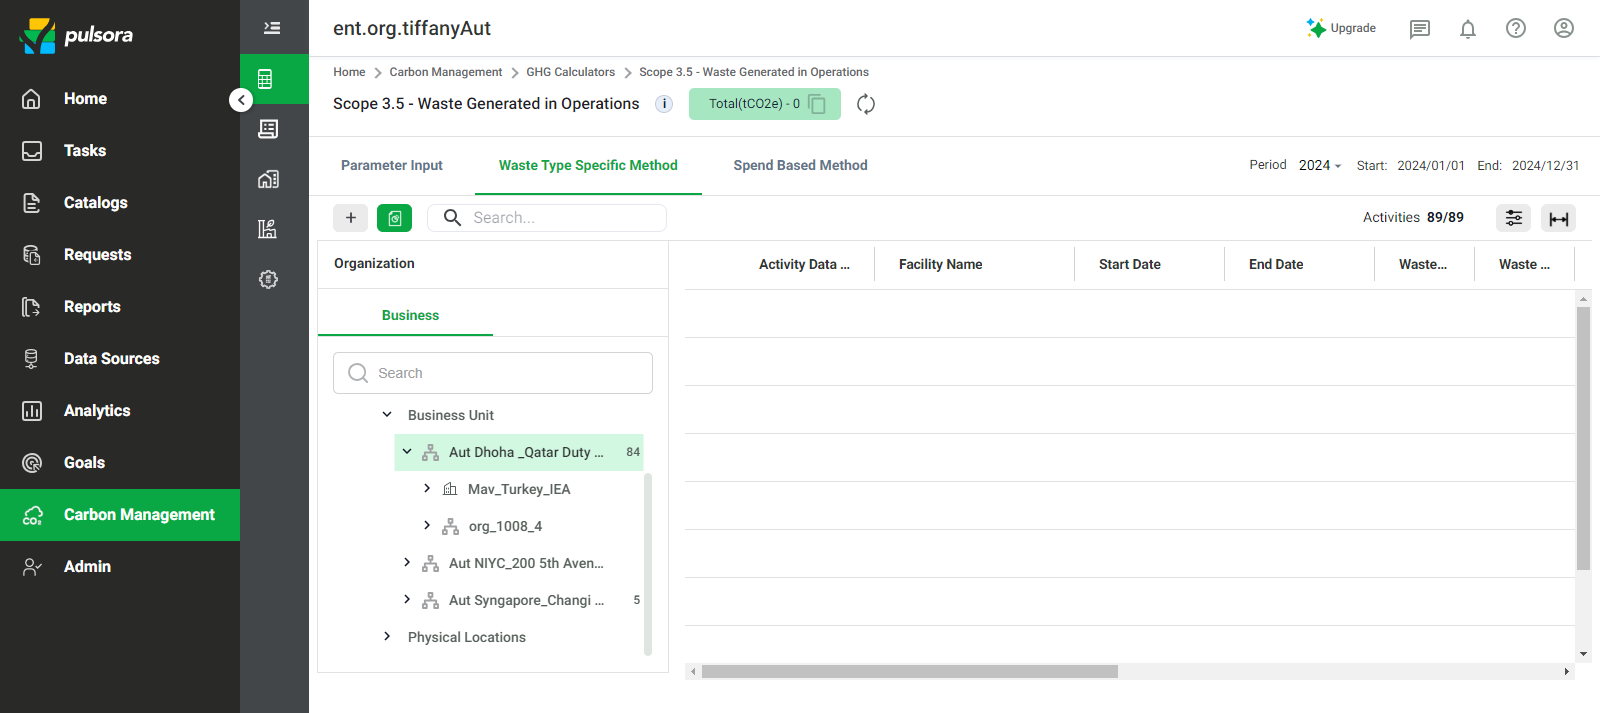 pulsora
Home
Tasks
Catalogs
Requests
Reports
Data Sources
Analytics
Goals
Carbon Management
Admin
ent.org.tiffanyAut
Upgrade
Home > Carbon Management > GHG Calculators > Scope 3.5 - Waste Generated in Operations
Scope 3.5 - Waste Generated in Operations
Total(tCO2e) - 0
Parameter Input
Waste Type Specific Method
Spend Based Method
Period 2024 Start: 2024/01/01 End: 2024/12/31
Search...
Activities 89/89
Organization
Business
Search
Business Unit
Aut Dhoha _Qatar Duty ... 84
Mav_Turkey_IEA
org_1008_4
Aut NIYC_200 5th Aven...
Aut Syngapore_Changi ... 5
Physical Locations
Activity Data ... Facility Name Start Date End Date Waste... Waste ...